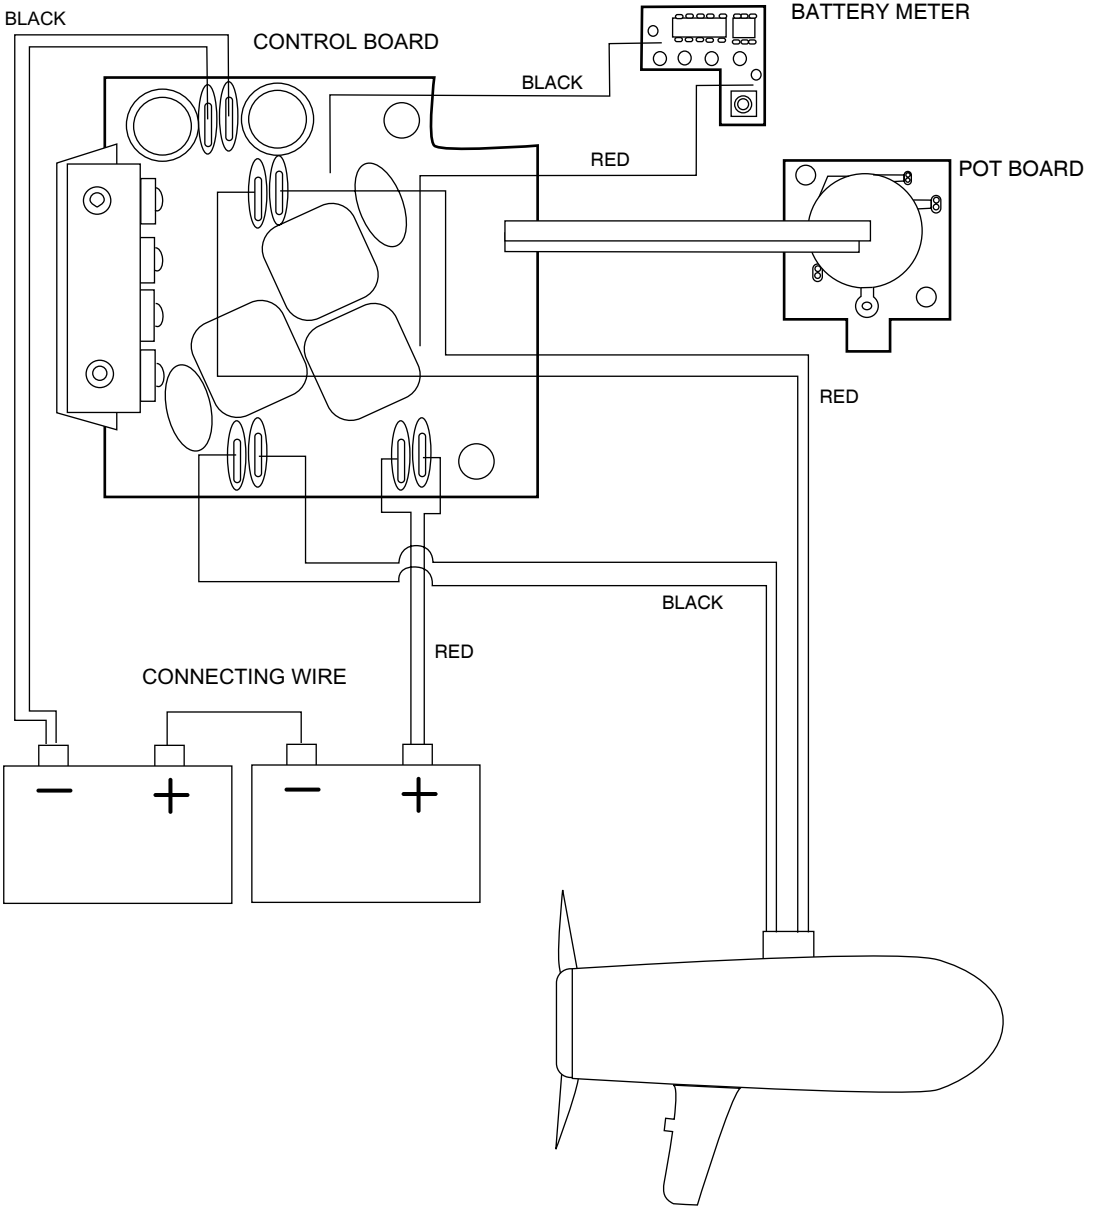 BLACK
BATTERY METER
CONTROL BOARD
BLACK
RED
POT BOARD
RED
BLACK
RED
CONNECTING WIRE
− + − +